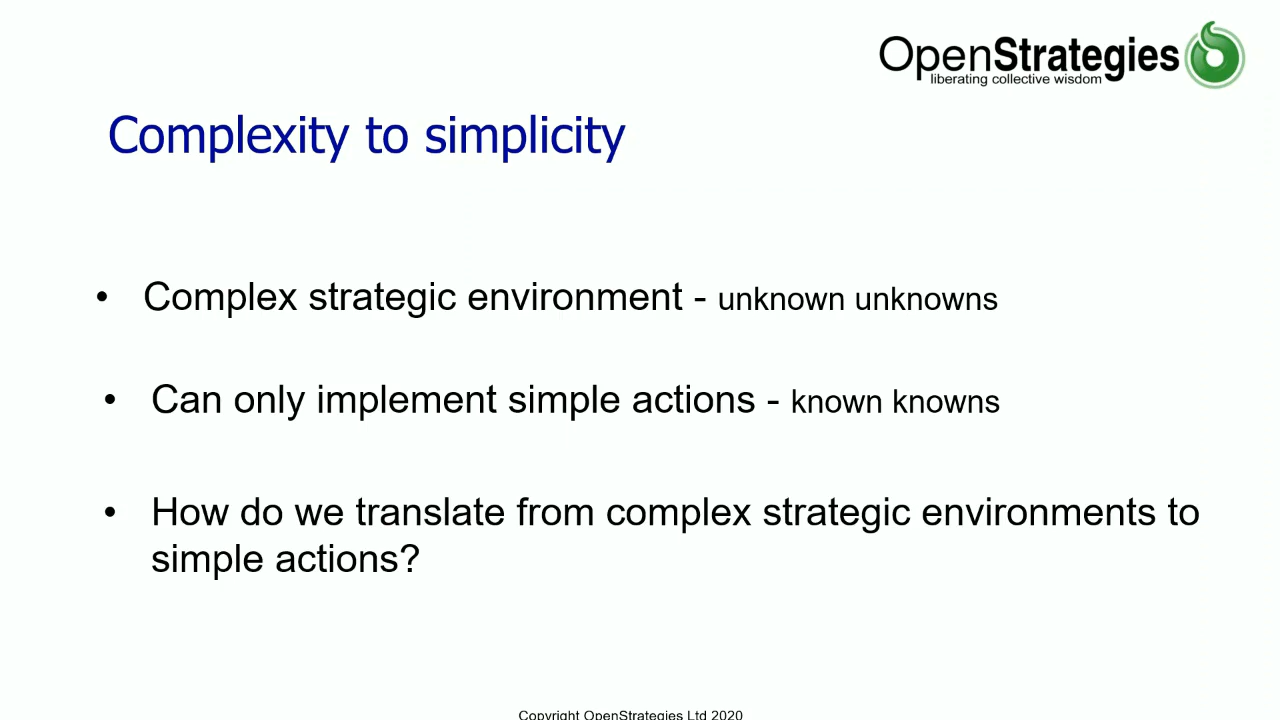 OpenStrategies
liberating collective wisdom
Complexity to simplicity
• Complex strategic environment - unknown unknowns
• Can only implement simple actions - known knowns
• How do we translate from complex strategic environments to
simple actions?
Copyright OpenStrategies Ltd 2020